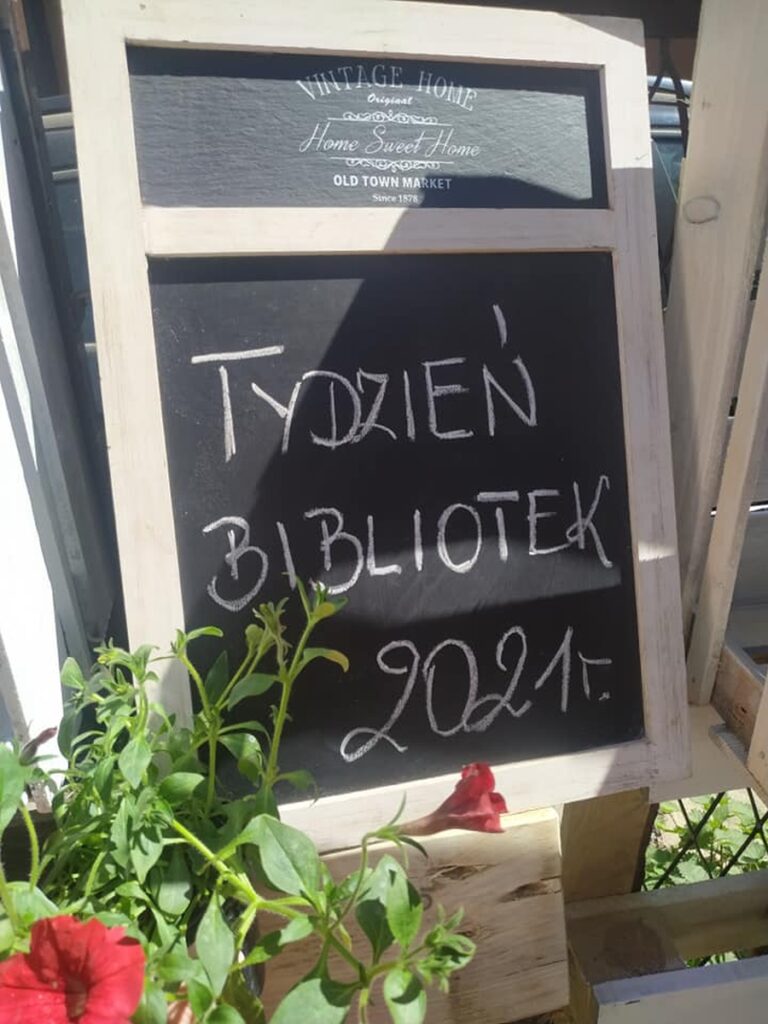 VINTAGE HOME
Original
Home Sweet Home
OLD TOWN MARKET
Since 1878
TYDZIEŃ
BIBLIOTEK
2021r.